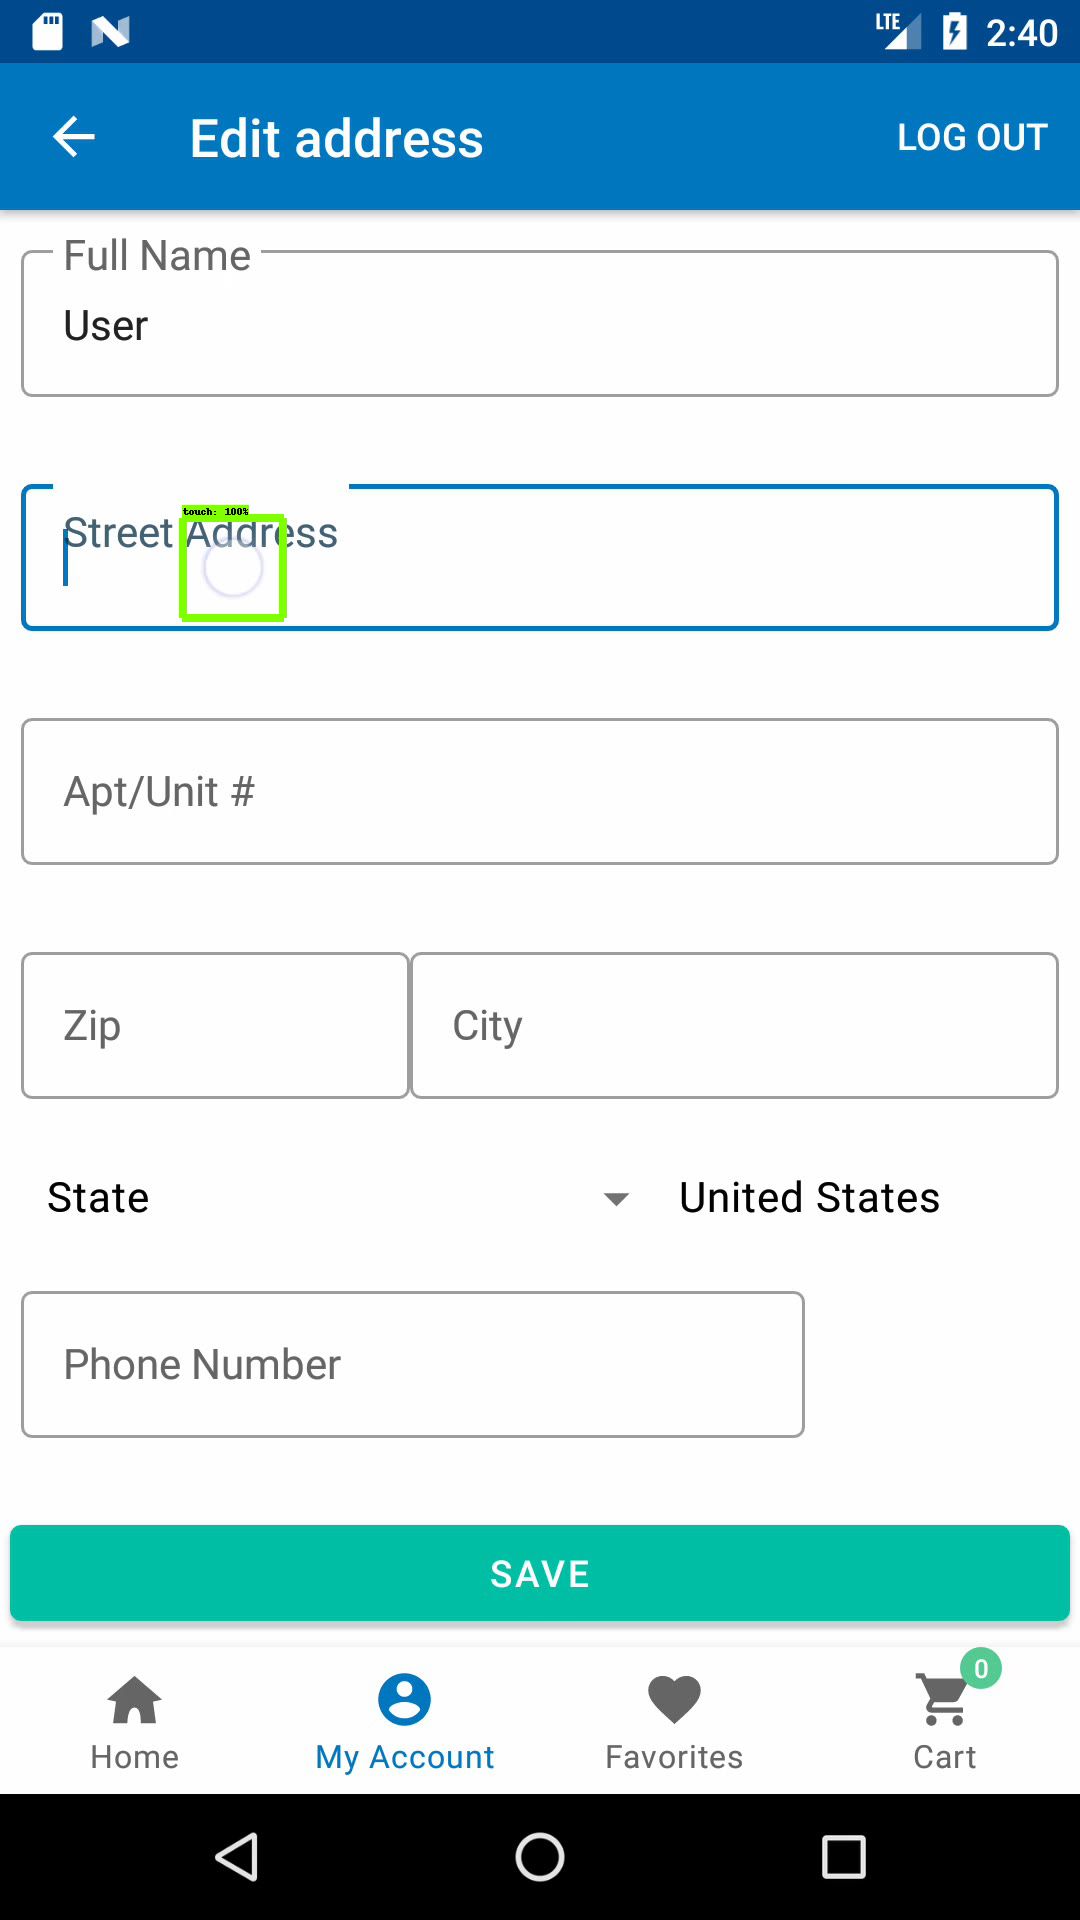 LTE 2:40
Edit address LOG OUT
Full Name
User
touch: 100%
Street Address
Apt/Unit #
Zip City
State United States
Phone Number
SAVE
0
Home My Account Favorites Cart